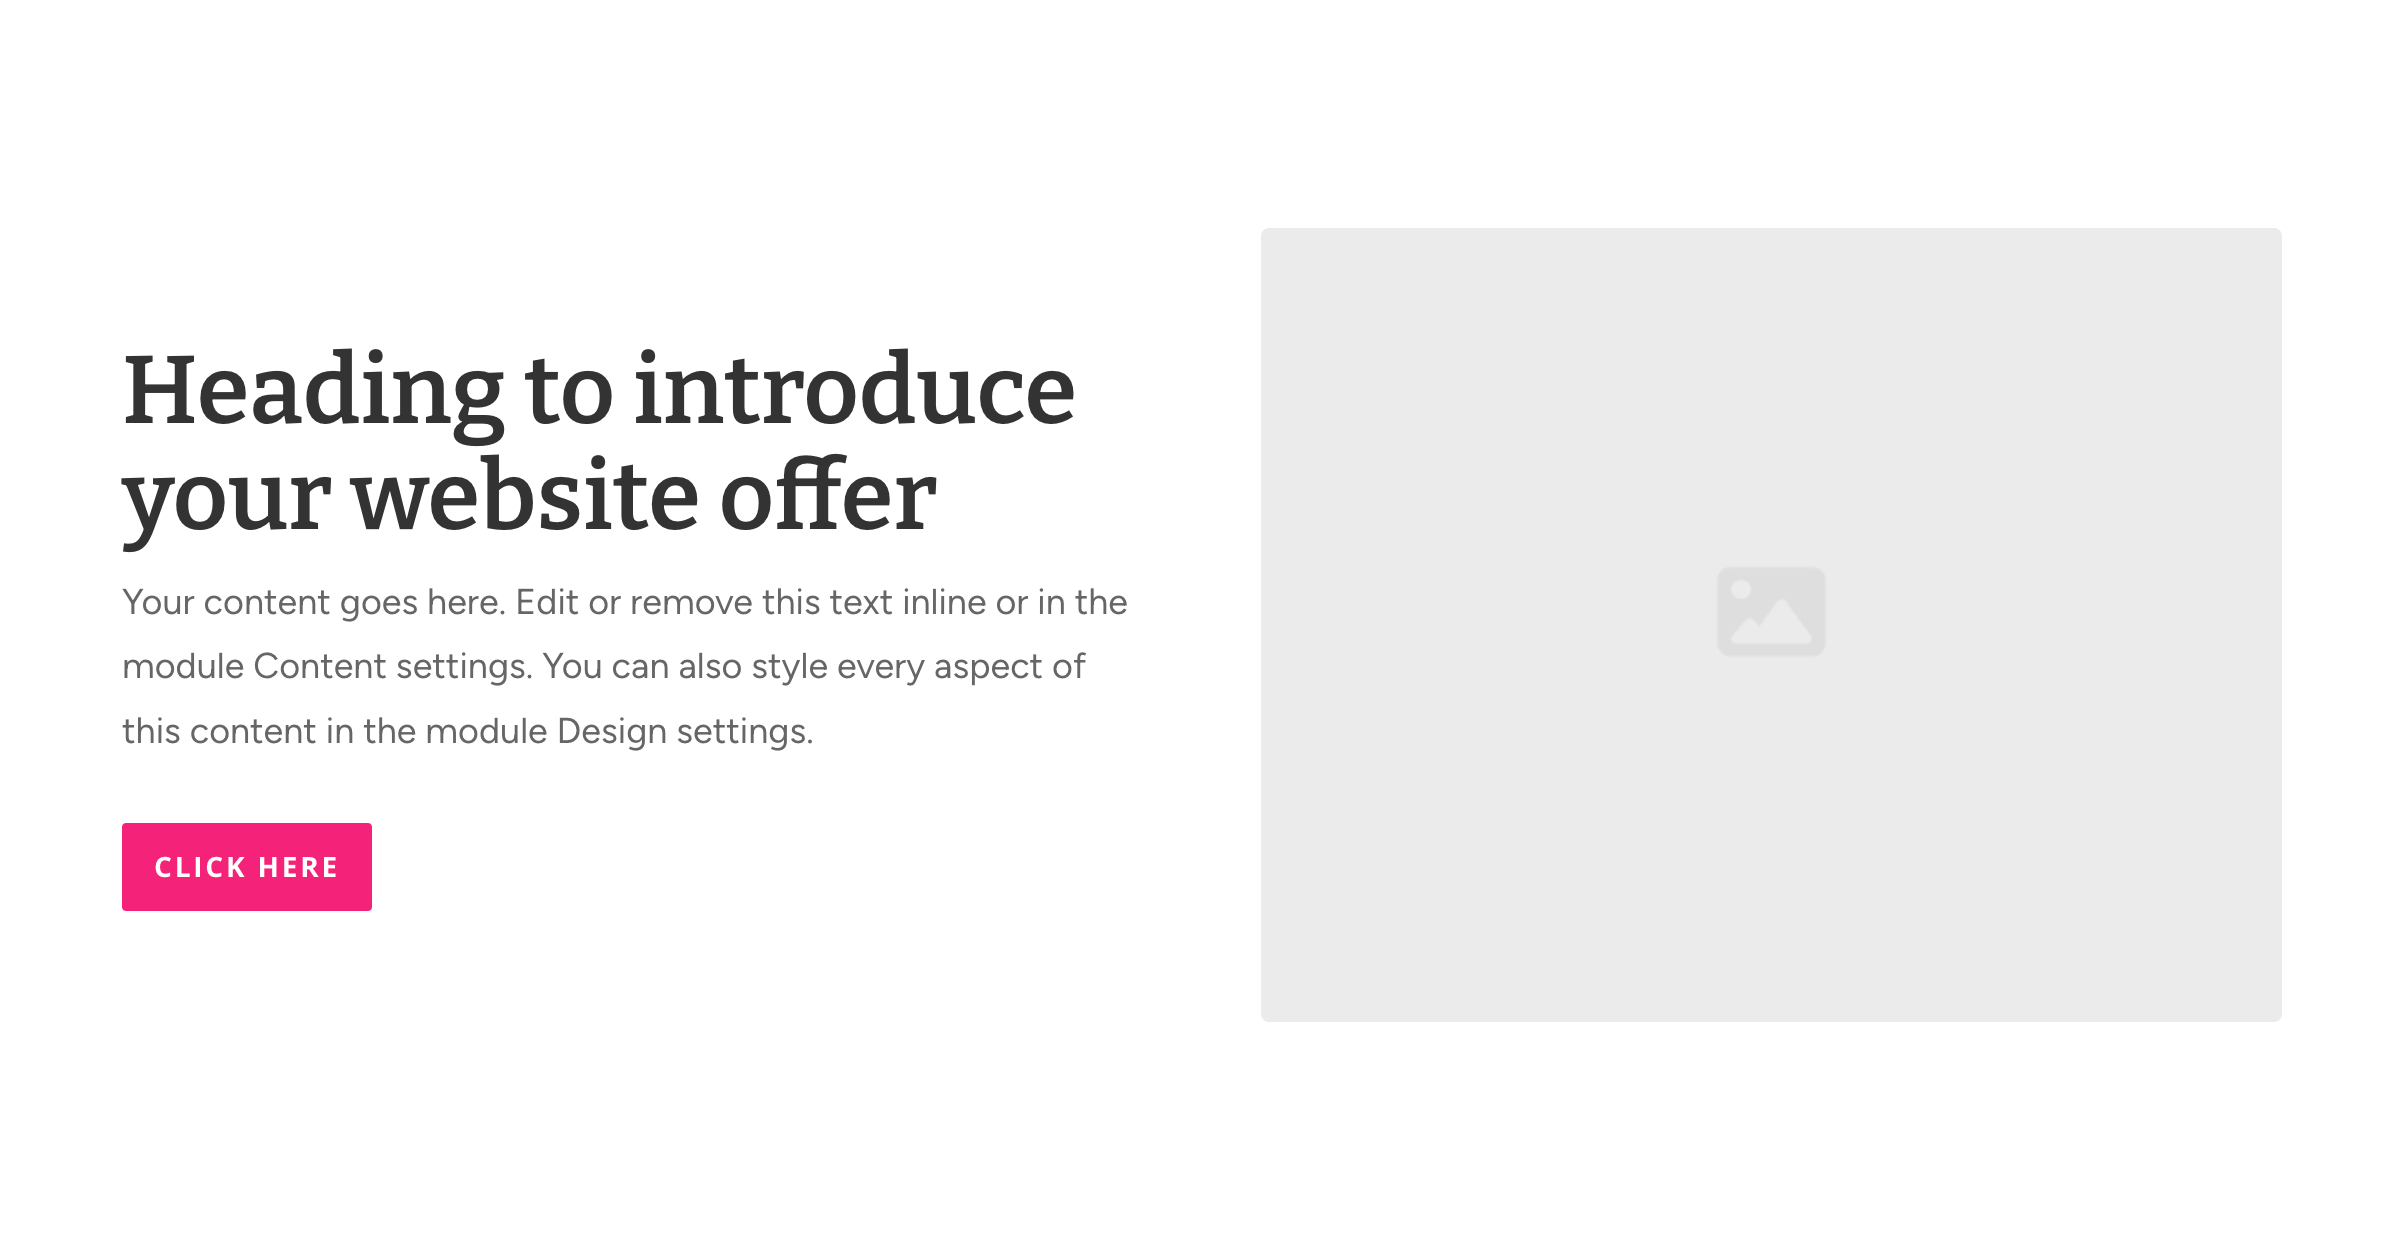 Heading to introduce
your website offer
Your content goes here. Edit or remove this text inline or in the
module Content settings. You can also style every aspect of
this content in the module Design settings.
CLICK HERE